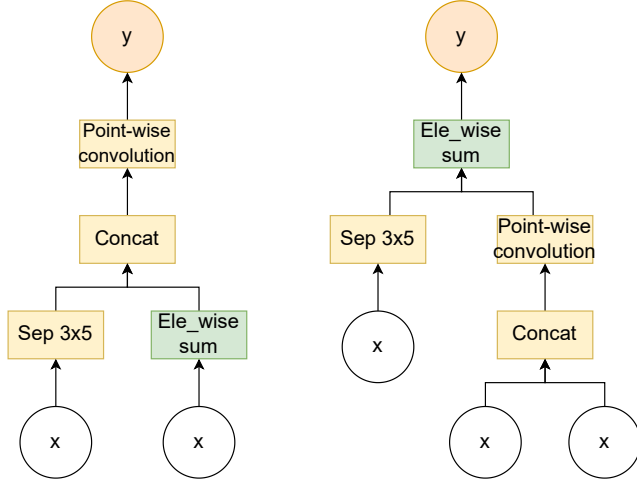 y
Point-wise
convolution
Concat
Sep 3x5
Ele_wise
sum
x
x
y
Ele_wise
sum
Sep 3x5
Point-wise
convolution
x
Concat
x
x